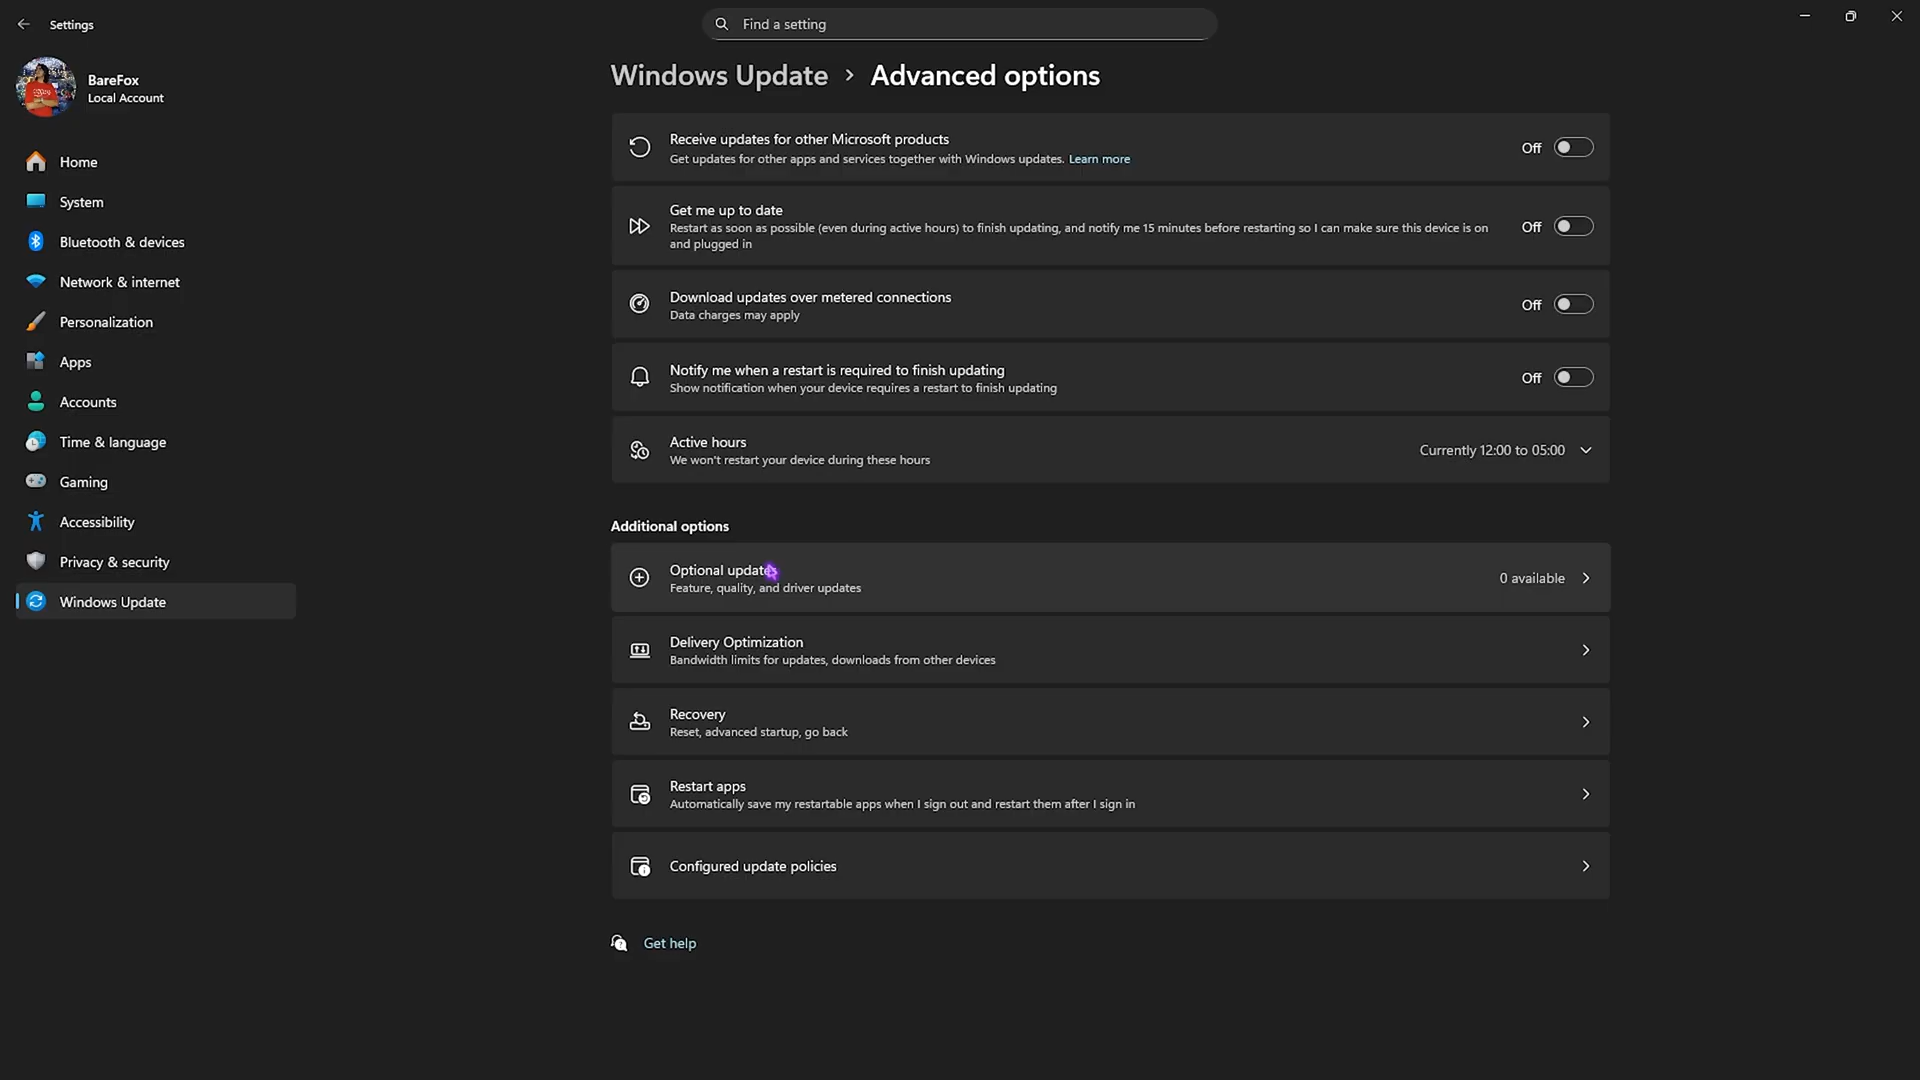 Settings
Find a setting
BareFox
Local Account
Home
System
Bluetooth & devices
Network & internet
Personalization
Apps
Accounts
Time & language
Gaming
Accessibility
Privacy & security
Windows Update
Windows Update > Advanced options
Receive updates for other Microsoft products
Get updates for other apps and services together with Windows updates. Learn more
Off
Get me up to date
Restart as soon as possible (even during active hours) to finish updating, and notify me 15 minutes before restarting so I can make sure this device is on
and plugged in
Off
Download updates over metered connections
Data charges may apply
Off
Notify me when a restart is required to finish updating
Show notification when your device requires a restart to finish updating
Off
Active hours
We won't restart your device during these hours
Currently 12:00 to 05:00
Additional options
Optional updates
Feature, quality, and driver updates
0 available
Delivery Optimization
Bandwidth limits for updates, downloads from other devices
Recovery
Reset, advanced startup, go back
Restart apps
Automatically save my restartable apps when I sign out and restart them after I sign in
Configured update policies
Get help